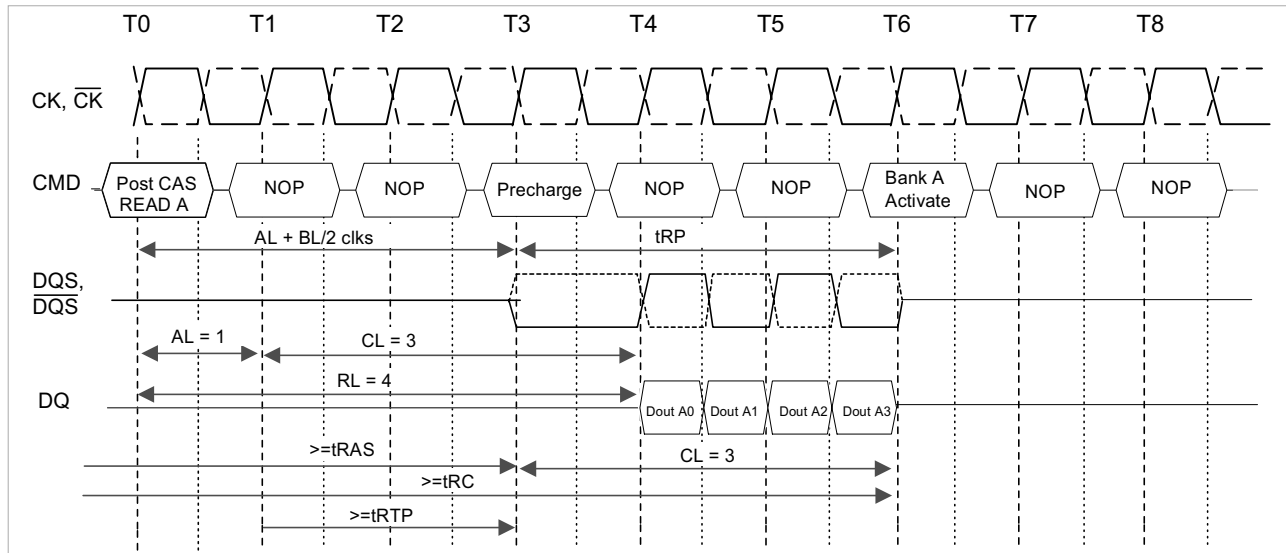 T0 T1 T2 T3 T4 T5 T6 T7 T8
CK, C̅K̅
CMD
Post CAS
READ A
NOP
NOP
Precharge
NOP
NOP
Bank A
Activate
NOP
NOP
AL + BL/2 clks
tRP
DQS,
D̅Q̅S̅
AL = 1
CL = 3
RL = 4
DQ
Dout A0
Dout A1
Dout A2
Dout A3
>=tRAS
CL = 3
>=tRC
>=tRTP